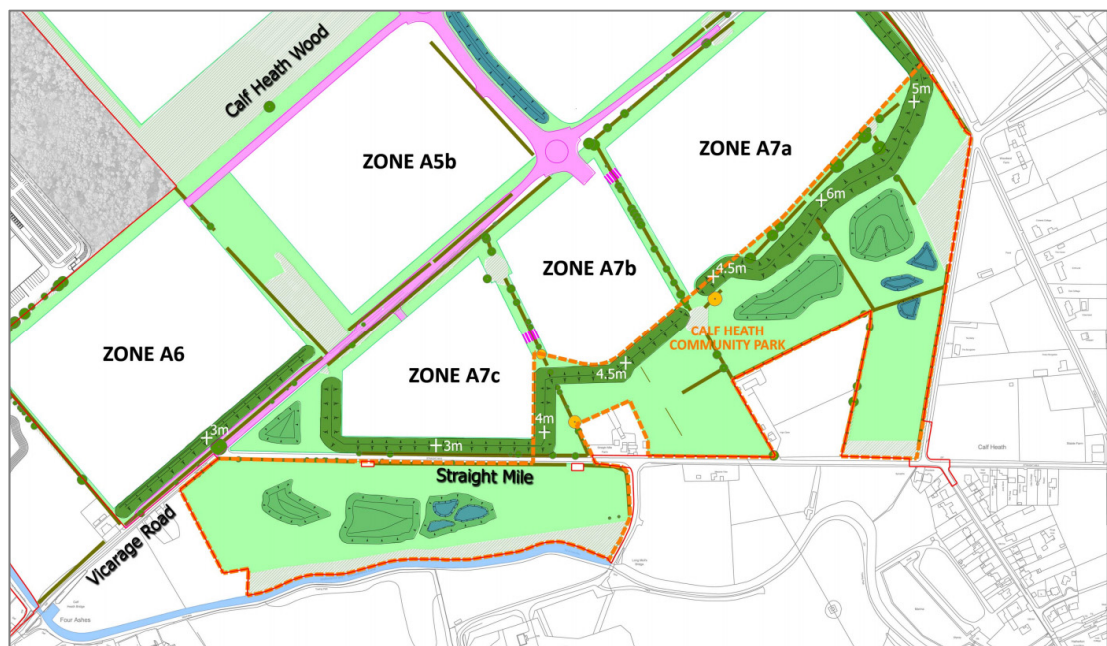 Calf Heath Wood
ZONE A5b
ZONE A7a
5m
6m
ZONE A7b
4.5m
CALF HEATH
COMMUNITY PARK
ZONE A6
ZONE A7c
4.5m
3m
4m
3m
Straight Mile
Calf Heath
Vicarage Road
Four Ashes